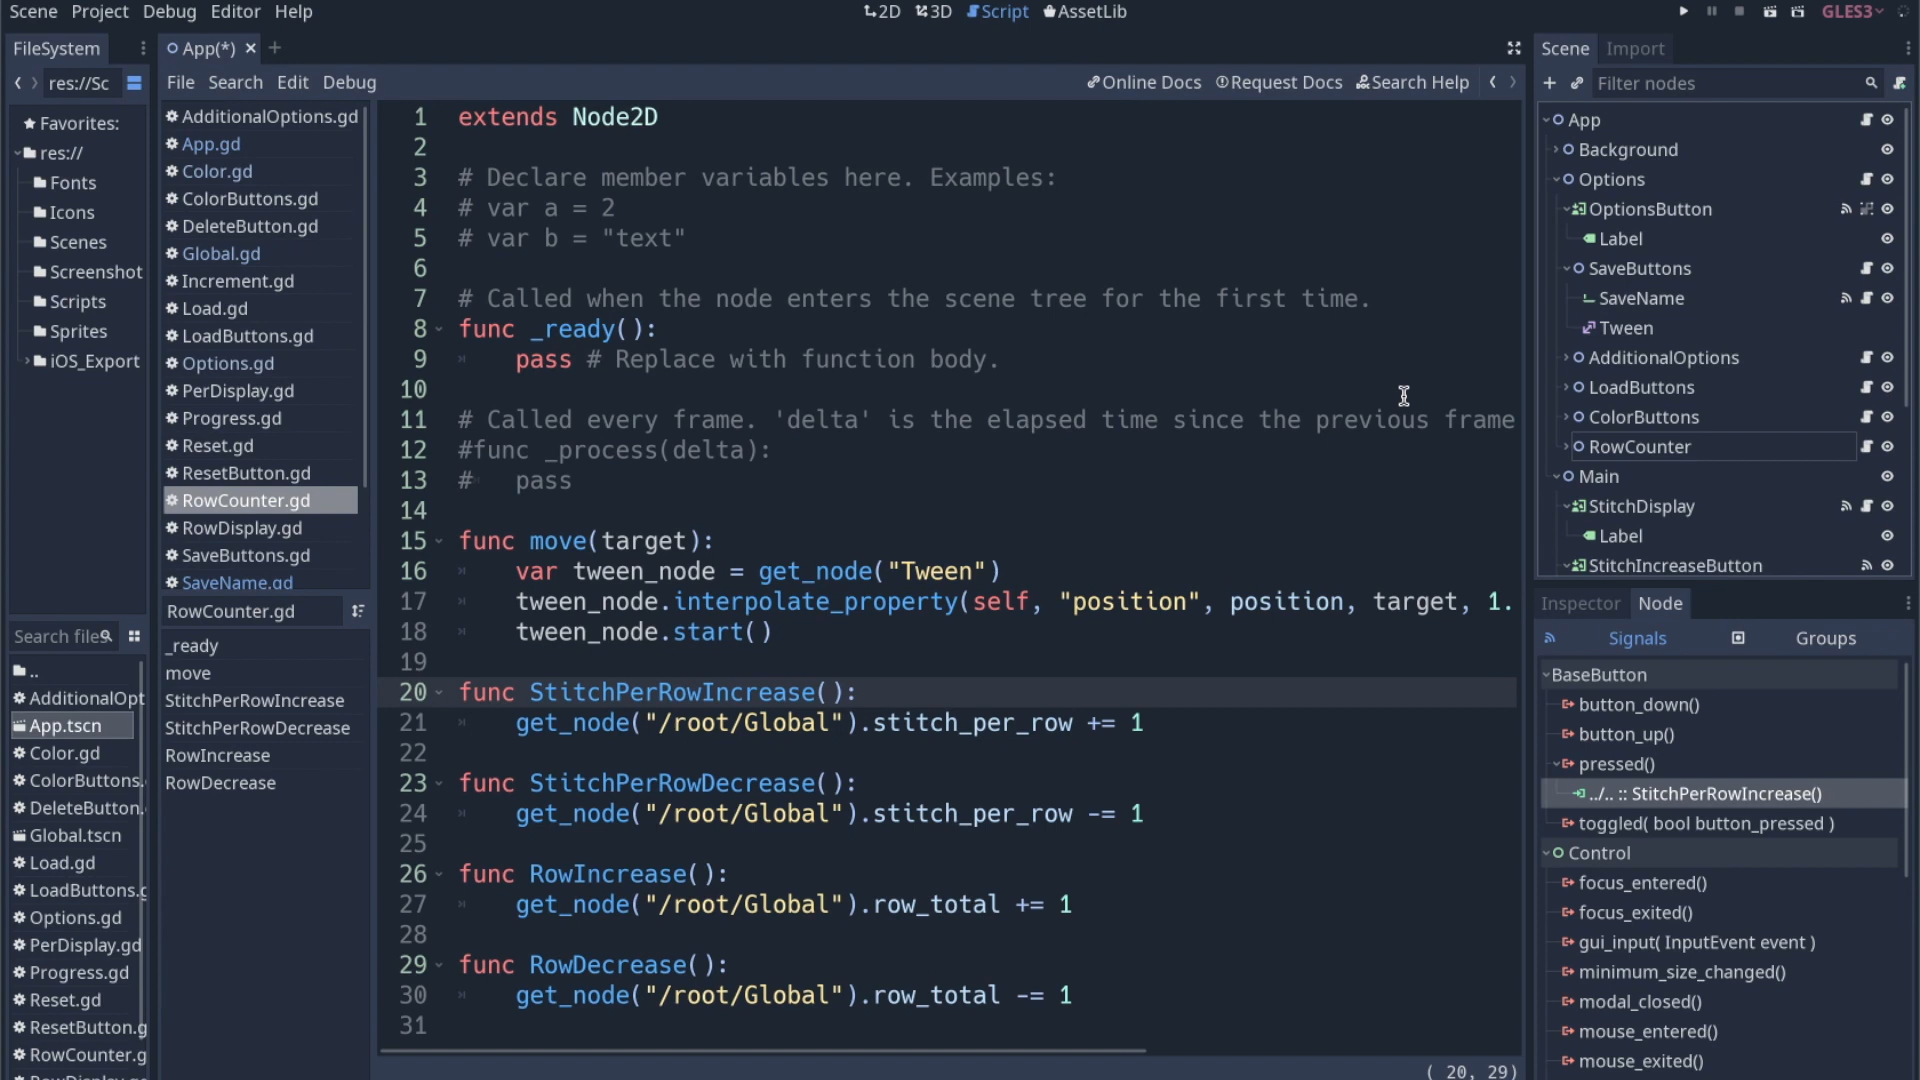 Scene Project Debug Editor Help
2D 3D Script AssetLib
GLES3
FileSystem
App(*)
Scene Import
res://Sc
File Search Edit Debug
Online Docs Request Docs Search Help
Filter nodes
Favorites:
res://
Fonts
Icons
Scenes
Screenshot
Scripts
Sprites
iOS_Export
Search files
..
AdditionalOpt
App.tscn
Color.gd
ColorButtons.
DeleteButton.
Global.tscn
Load.gd
LoadButtons.g
Options.gd
PerDisplay.gd
Progress.gd
Reset.gd
ResetButton.g
RowCounter.g
RowDisplay.gd
AdditionalOptions.gd
App.gd
Color.gd
ColorButtons.gd
DeleteButton.gd
Global.gd
Increment.gd
Load.gd
LoadButtons.gd
Options.gd
PerDisplay.gd
Progress.gd
Reset.gd
ResetButton.gd
RowCounter.gd
RowDisplay.gd
SaveButtons.gd
SaveName.gd
RowCounter.gd
_ready
move
StitchPerRowIncrease
StitchPerRowDecrease
RowIncrease
RowDecrease
1 extends Node2D
2
3 # Declare member variables here. Examples:
4 # var a = 2
5 # var b = "text"
6
7 # Called when the node enters the scene tree for the first time.
8 func _ready():
9 pass # Replace with function body.
10
11 # Called every frame. 'delta' is the elapsed time since the previous frame
12 #func _process(delta):
13 # pass
14
15 func move(target):
16 var tween_node = get_node("Tween")
17 tween_node.interpolate_property(self, "position", position, target, 1.
18 tween_node.start()
19
20 func StitchPerRowIncrease():
21 get_node("/root/Global").stitch_per_row += 1
22
23 func StitchPerRowDecrease():
24 get_node("/root/Global").stitch_per_row -= 1
25
26 func RowIncrease():
27 get_node("/root/Global").row_total += 1
28
29 func RowDecrease():
30 get_node("/root/Global").row_total -= 1
31
( 20, 29)
App
Background
Options
OptionsButton
Label
SaveButtons
SaveName
Tween
AdditionalOptions
LoadButtons
ColorButtons
RowCounter
Main
StitchDisplay
Label
StitchIncreaseButton
Inspector Node
Signals Groups
BaseButton
button_down()
button_up()
pressed()
../.. :: StitchPerRowIncrease()
toggled( bool button_pressed )
Control
focus_entered()
focus_exited()
gui_input( InputEvent event )
minimum_size_changed()
modal_closed()
mouse_entered()
mouse_exited()